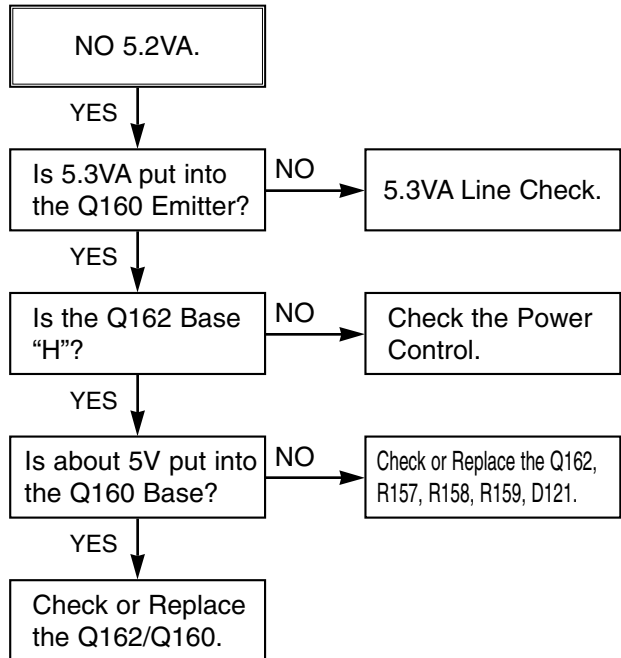 NO 5.2VA.
YES
Is 5.3VA put into
the Q160 Emitter?
NO
5.3VA Line Check.
YES
Is the Q162 Base
“H”?
NO
Check the Power
Control.
YES
Is about 5V put into
the Q160 Base?
NO
Check or Replace the Q162,
R157, R158, R159, D121.
YES
Check or Replace
the Q162/Q160.